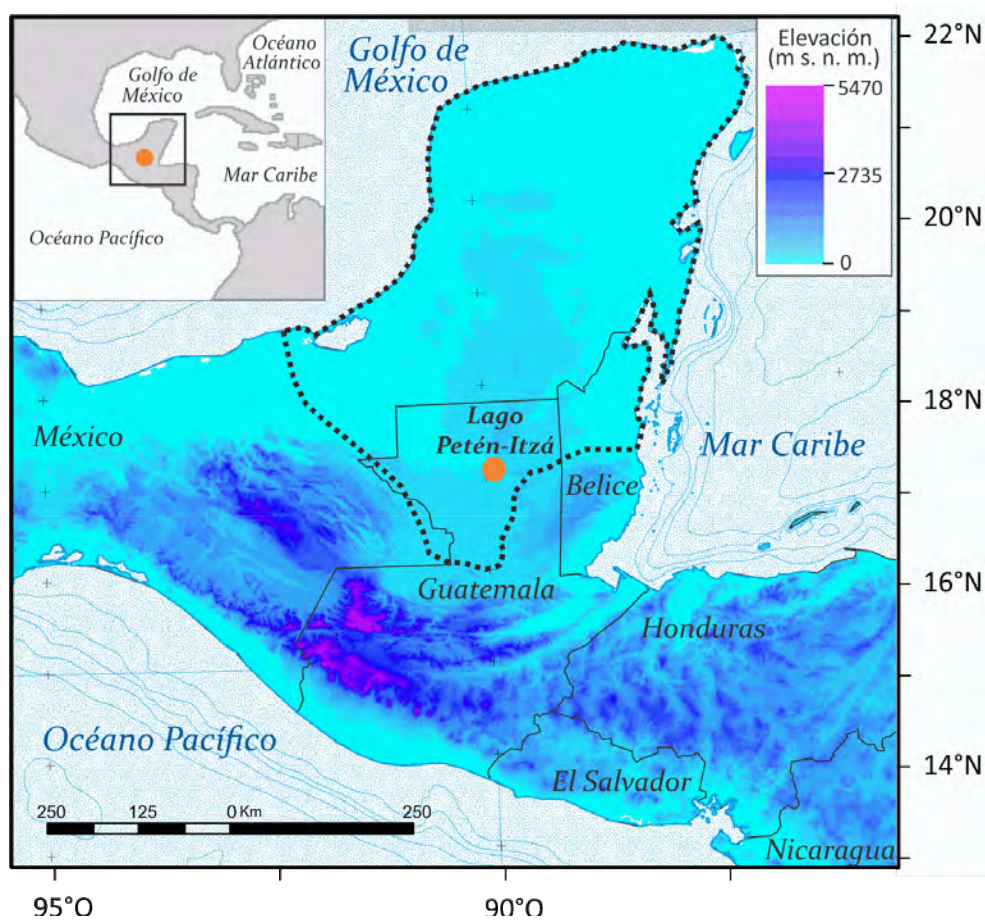 Océano
Atlántico
Golfo de
México
Mar Caribe
Océano Pacífico
Golfo de
México
Elevación
(m s. n. m.)
5470
2735
0
22°N
20°N
18°N
16°N
14°N
México
Lago
Petén-Itzá
Belice
Mar Caribe
Guatemala
Honduras
Océano Pacífico
El Salvador
Nicaragua
250 125 0 Km 250
95°O 90°O